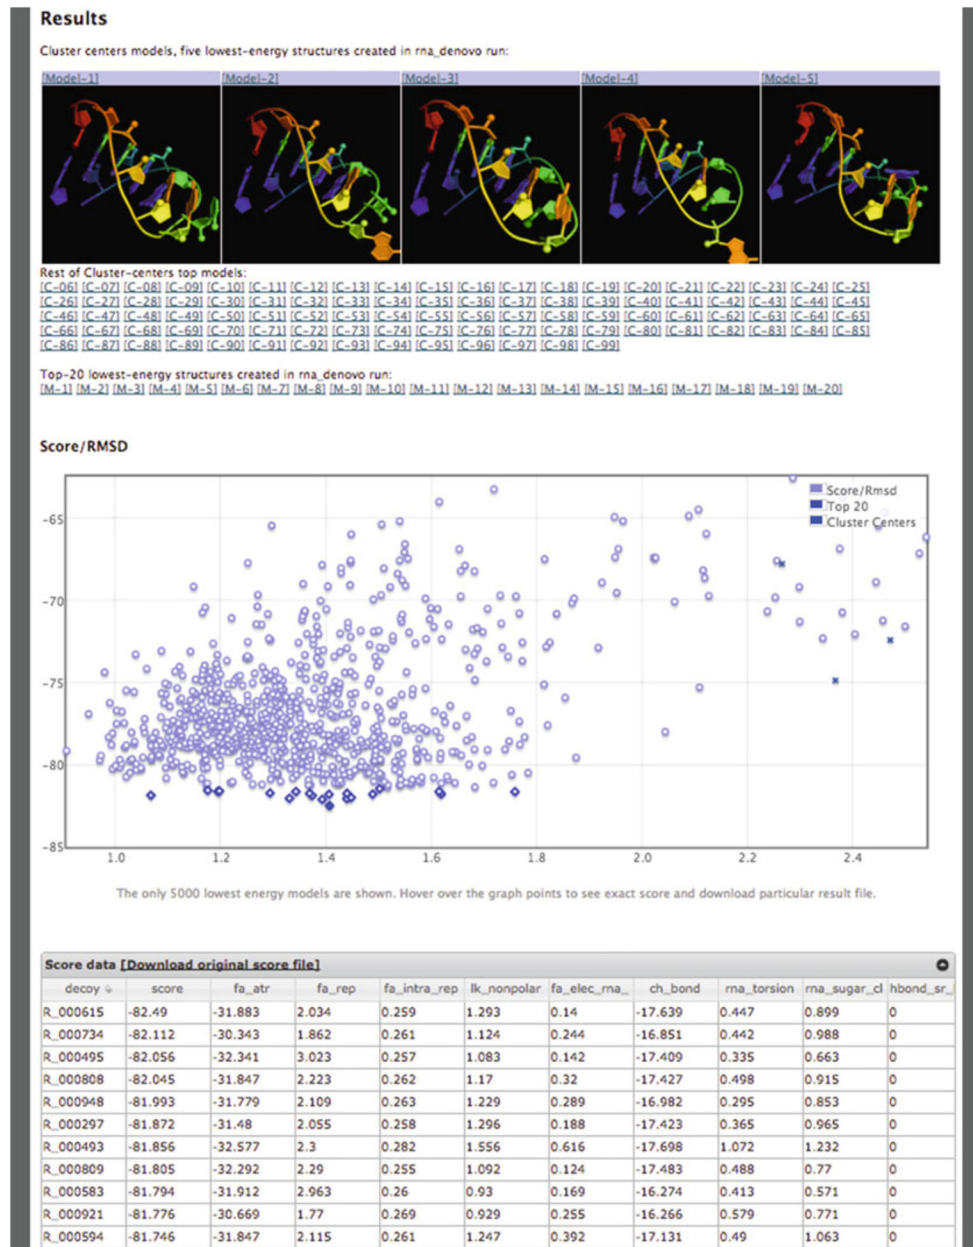 Results
Cluster centers models, five lowest-energy structures created in rna_denovo run:
[Model-1] [Model-2] [Model-3] [Model-4] [Model-5]
Rest of Cluster-centers top models:
[C-06] [C-07] [C-08] [C-09] [C-10] [C-11] [C-12] [C-13] [C-14] [C-15] [C-16] [C-17] [C-18] [C-19] [C-20] [C-21] [C-22] [C-23] [C-24] [C-25]
[C-26] [C-27] [C-28] [C-29] [C-30] [C-31] [C-32] [C-33] [C-34] [C-35] [C-36] [C-37] [C-38] [C-39] [C-40] [C-41] [C-42] [C-43] [C-44] [C-45]
[C-46] [C-47] [C-48] [C-49] [C-50] [C-51] [C-52] [C-53] [C-54] [C-55] [C-56] [C-57] [C-58] [C-59] [C-60] [C-61] [C-62] [C-63] [C-64] [C-65]
[C-66] [C-67] [C-68] [C-69] [C-70] [C-71] [C-72] [C-73] [C-74] [C-75] [C-76] [C-77] [C-78] [C-79] [C-80] [C-81] [C-82] [C-83] [C-84] [C-85]
[C-86] [C-87] [C-88] [C-89] [C-90] [C-91] [C-92] [C-93] [C-94] [C-95] [C-96] [C-97] [C-98] [C-99]
Top-20 lowest-energy structures created in rna_denovo run:
[M-1] [M-2] [M-3] [M-4] [M-5] [M-6] [M-7] [M-8] [M-9] [M-10] [M-11] [M-12] [M-13] [M-14] [M-15] [M-16] [M-17] [M-18] [M-19] [M-20]
Score/RMSD
Score/Rmsd
Top 20
Cluster Centers
-65
-70
-75
-80
-85
1.0 1.2 1.4 1.6 1.8 2.0 2.2 2.4
The only 5000 lowest energy models are shown. Hover over the graph points to see exact score and download particular result file.
Score data [Download original score file]
decoy score fa_atr fa_rep fa_intra_rep lk_nonpolar fa_elec_rna_ ch_bond rna_torsion rna_sugar_cl hbond_sr_
R_000615 -82.49 -31.883 2.034 0.259 1.293 0.14 -17.639 0.447 0.899 0
R_000734 -82.112 -30.343 1.862 0.261 1.124 0.244 -16.851 0.442 0.988 0
R_000495 -82.056 -32.341 3.023 0.257 1.083 0.142 -17.409 0.335 0.663 0
R_000808 -82.045 -31.847 2.223 0.262 1.17 0.32 -17.427 0.498 0.915 0
R_000948 -81.993 -31.779 2.109 0.263 1.229 0.289 -16.982 0.295 0.853 0
R_000297 -81.872 -31.48 2.055 0.258 1.296 0.188 -17.423 0.365 0.965 0
R_000493 -81.856 -32.577 2.3 0.282 1.556 0.616 -17.698 1.072 1.232 0
R_000809 -81.805 -32.292 2.29 0.255 1.092 0.124 -17.483 0.488 0.77 0
R_000583 -81.794 -31.912 2.963 0.26 0.93 0.169 -16.274 0.413 0.571 0
R_000921 -81.776 -30.669 1.77 0.269 0.929 0.255 -16.266 0.579 0.771 0
R_000594 -81.746 -31.847 2.115 0.261 1.247 0.392 -17.131 0.49 1.063 0